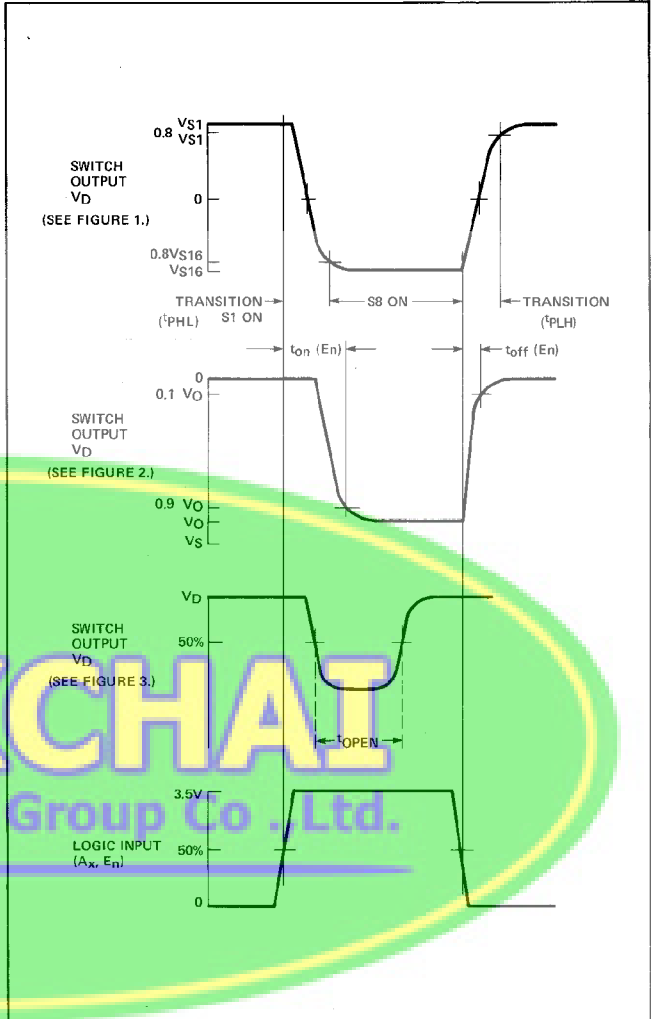 VS1
0.8
VS1
SWITCH
OUTPUT
VD
(SEE FIGURE 1.)
0
0.8VS16
VS16
TRANSITION
(tPHL)
S1 ON
S8 ON
TRANSITION
(tPLH)
ton (En)
toff (En)
0
0.1 VO
SWITCH
OUTPUT
VD
(SEE FIGURE 2.)
0.9 VO
VO
VS
VD
SWITCH
OUTPUT
VD
(SEE FIGURE 3.)
50%
tOPEN
CHAI
Group Co .,Ltd.
3.5V
LOGIC INPUT
(Ax, En)
50%
0